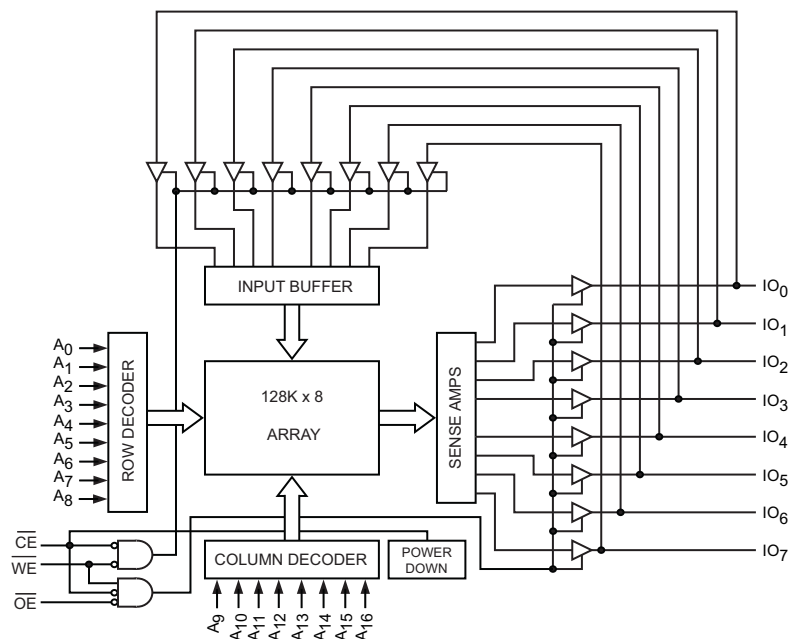 INPUT BUFFER
IO0
IO1
IO2
IO3
IO4
IO5
IO6
IO7
A0
A1
A2
A3
A4
A5
A6
A7
A8
ROW DECODER
128K x 8
ARRAY
SENSE AMPS
CE
WE
OE
COLUMN DECODER
POWER
DOWN
A9
A10
A11
A12
A13
A14
A15
A16